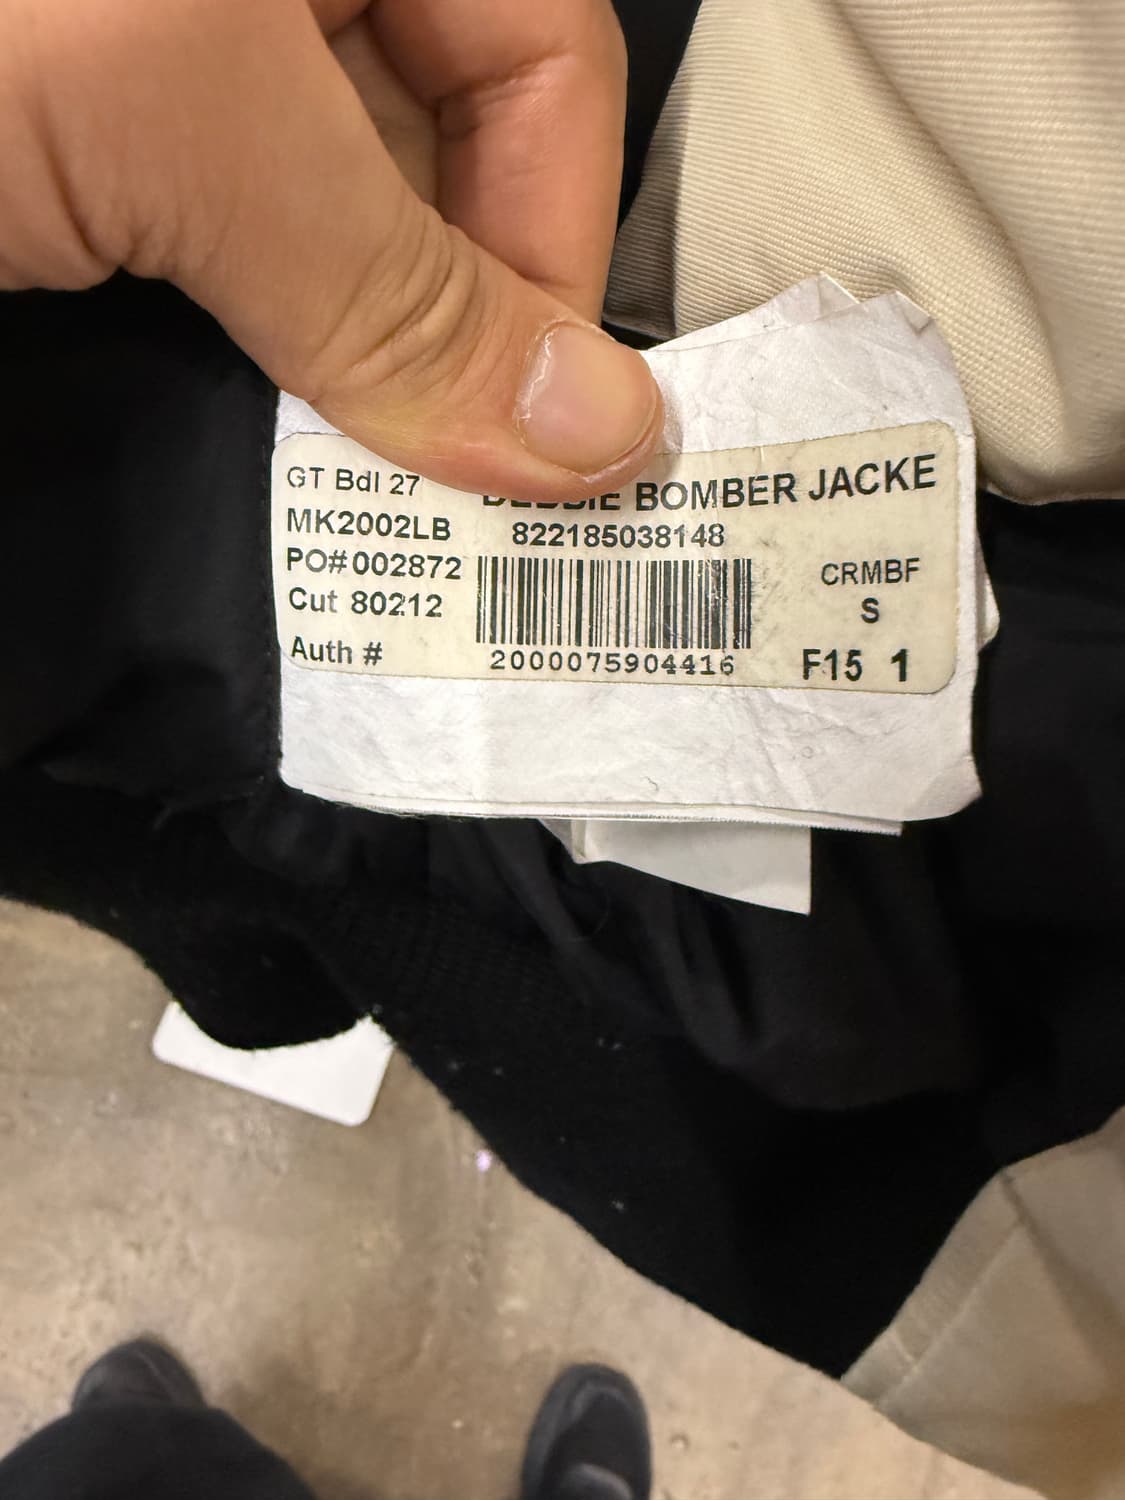 GT Bdl 27
BOMBER JACKE
MK2002LB
822185038148
PO#002872
CRMBF
Cut 80212
S
Auth #
2000075904416
F15 1